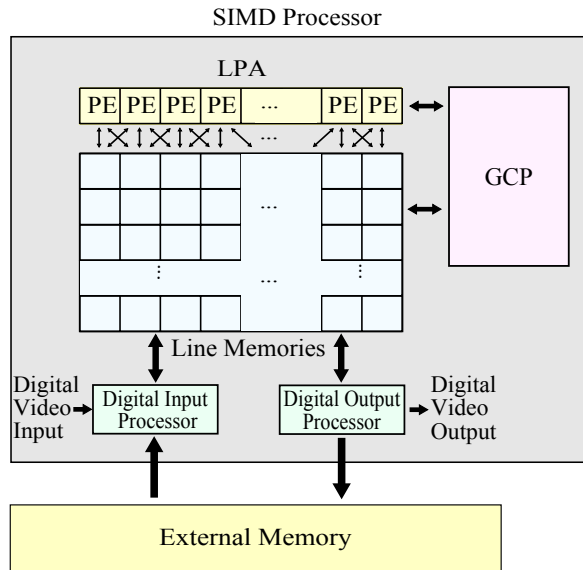 SIMD Processor
LPA
PE PE PE PE ... PE PE
...
GCP
...
⋮ ... ⋮
Line Memories
Digital
Video
Input
Digital Input
Processor
Digital Output
Processor
Digital
Video
Output
External Memory